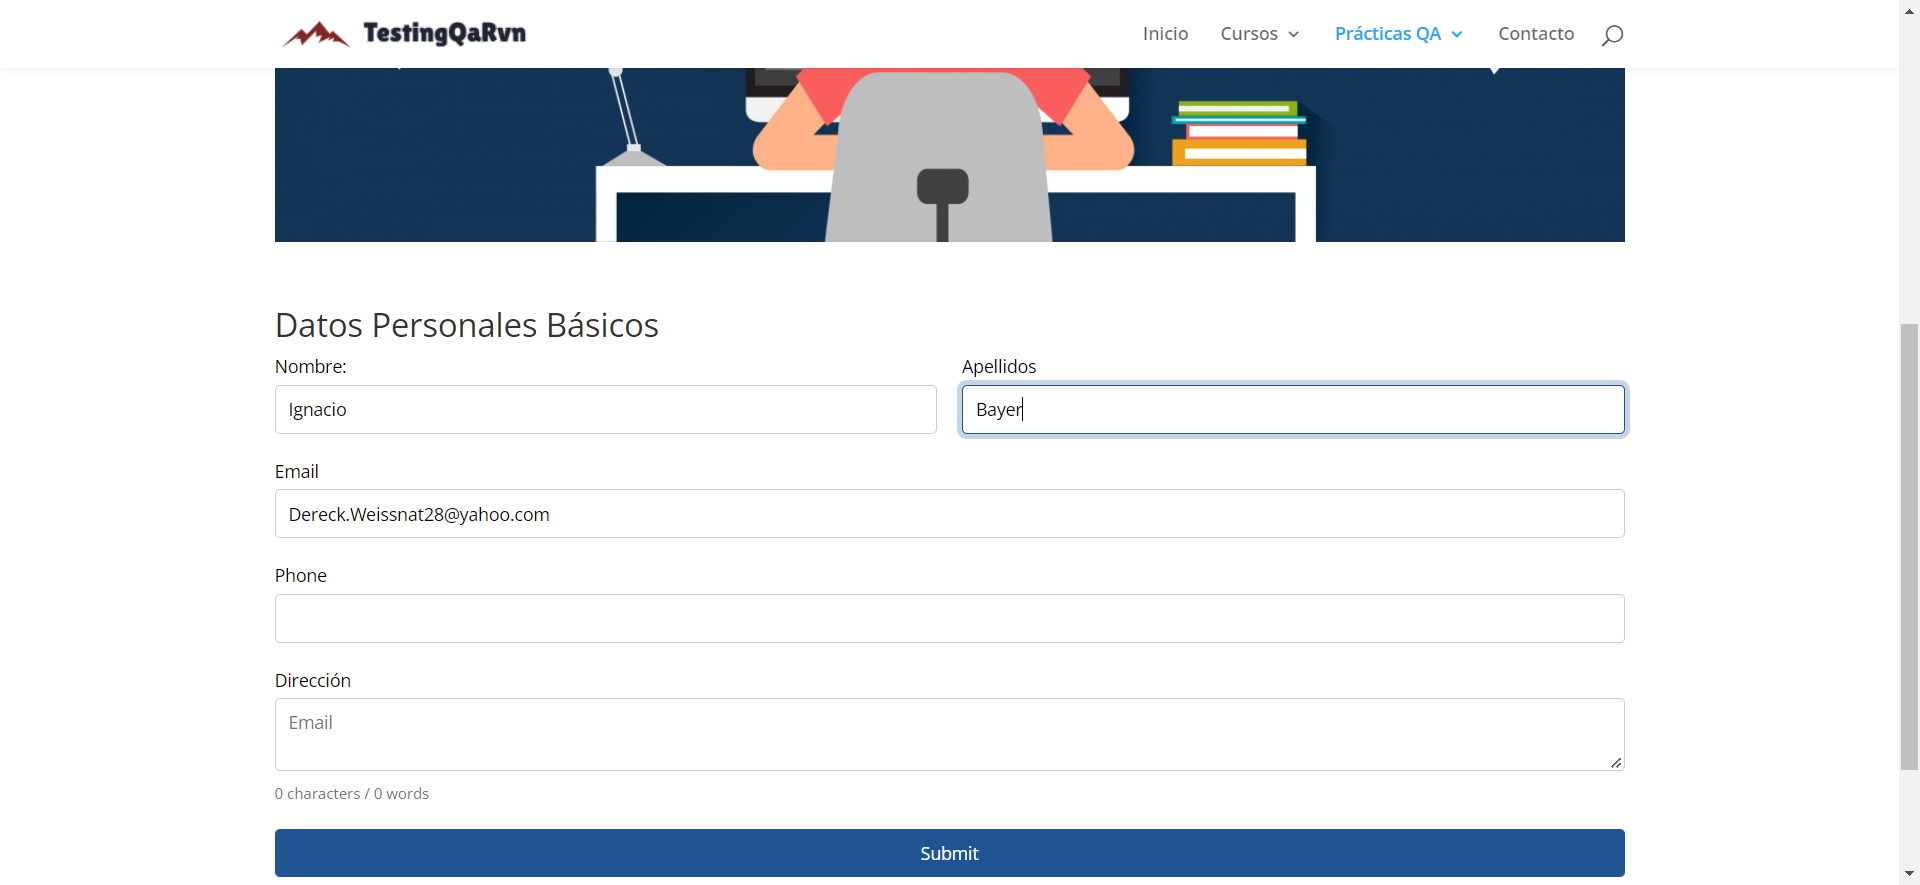 TestingQaRvn
Inicio Cursos Prácticas QA Contacto
Datos Personales Básicos
Nombre: Apellidos
Ignacio Bayer
Email
Dereck.Weissnat28@yahoo.com
Phone
Dirección
Email
0 characters / 0 words
Submit